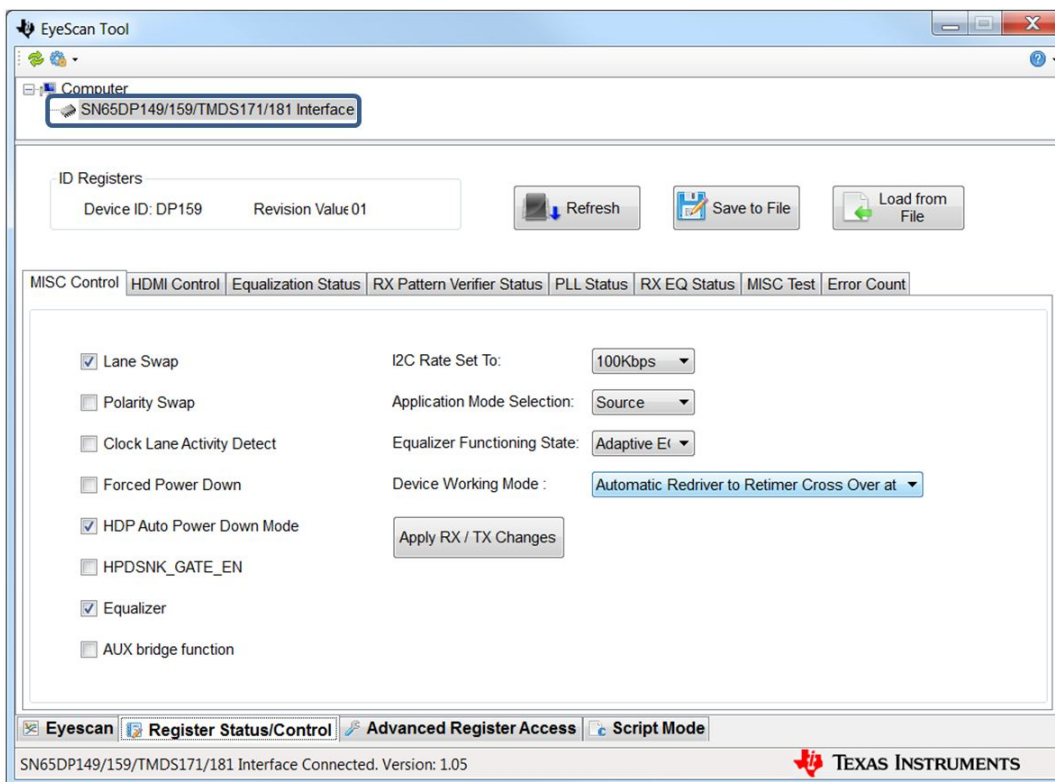 EyeScan Tool
Computer
SN65DP149/159/TMDS171/181 Interface
ID Registers
Device ID: DP159 Revision Value 01
Refresh
Save to File
Load from
File
MISC Control HDMI Control Equalization Status RX Pattern Verifier Status PLL Status RX EQ Status MISC Test Error Count
Lane Swap I2C Rate Set To: 100Kbps
Polarity Swap Application Mode Selection: Source
Clock Lane Activity Detect Equalizer Functioning State: Adaptive E
Forced Power Down Device Working Mode : Automatic Redriver to Retimer Cross Over at
HDP Auto Power Down Mode Apply RX / TX Changes
HPDSNK_GATE_EN
Equalizer
AUX bridge function
Eyescan Register Status/Control Advanced Register Access Script Mode
SN65DP149/159/TMDS171/181 Interface Connected. Version: 1.05 TEXAS INSTRUMENTS